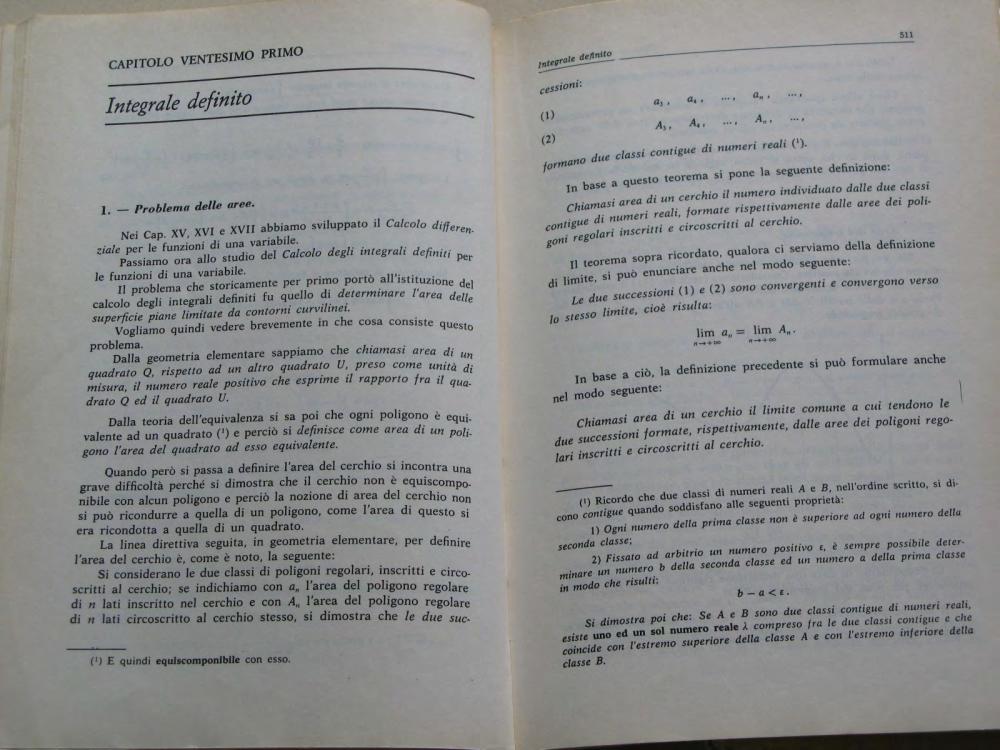 CAPITOLO VENTESIMO PRIMO
Integrale definito
1. — Problema delle aree.
Nei Cap. XV, XVI e XVII abbiamo sviluppato il Calcolo differen-
ziale per le funzioni di una variabile.
Passiamo ora allo studio del Calcolo degli integrali definiti per
le funzioni di una variabile.
Il problema che storicamente per primo portò all'istituzione del
calcolo degli integrali definiti fu quello di determinare l'area delle
superficie piane limitate da contorni curvilinei.
Vogliamo quindi vedere brevemente in che cosa consiste questo
problema.
Dalla geometria elementare sappiamo che chiamasi area di un
quadrato Q, rispetto ad un altro quadrato U, preso come unità di
misura, il numero reale positivo che esprime il rapporto fra il qua-
drato Q ed il quadrato U.
Dalla teoria dell'equivalenza si sa poi che ogni poligono è equi-
valente ad un quadrato (¹) e perciò si definisce come area di un poli-
gono l'area del quadrato ad esso equivalente.
Quando però si passa a definire l'area del cerchio si incontra una
grave difficoltà perché si dimostra che il cerchio non è equiscompo-
nibile con alcun poligono e perciò la nozione di area del cerchio non
si può ricondurre a quella di un poligono, come l'area di questo si
era ricondotta a quella di un quadrato.
La linea direttiva seguita, in geometria elementare, per definire
l'area del cerchio è, come è noto, la seguente:
Si considerano le due classi di poligoni regolari, inscritti e circo-
scritti al cerchio; se indichiamo con aₙ l'area del poligono regolare
di n lati inscritto nel cerchio e con Aₙ l'area del poligono regolare
di n lati circoscritto al cerchio stesso, si dimostra che le due suc-
(¹) E quindi equiscomponibile con esso.
Integrale definito 511
cessioni:
(1) a₃, a₄, ..., aₙ, ...,
(2) A₃, A₄, ..., Aₙ, ...,
formano due classi contigue di numeri reali (¹).
In base a questo teorema si pone la seguente definizione:
Chiamasi area di un cerchio il numero individuato dalle due classi
contigue di numeri reali, formate rispettivamente dalle aree dei poli-
goni regolari inscritti e circoscritti al cerchio.
Il teorema sopra ricordato, qualora ci serviamo della definizione
di limite, si può enunciare anche nel modo seguente:
Le due successioni (1) e (2) sono convergenti e convergono verso
lo stesso limite, cioè risulta:
lim aₙ = lim Aₙ.
n→+∞ n→+∞
In base a ciò, la definizione precedente si può formulare anche
nel modo seguente:
Chiamasi area di un cerchio il limite comune a cui tendono le
due successioni formate, rispettivamente, dalle aree dei poligoni rego-
lari inscritti e circoscritti al cerchio.
(¹) Ricordo che due classi di numeri reali A e B, nell'ordine scritto, si di-
cono contigue quando soddisfano alle seguenti proprietà:
1) Ogni numero della prima classe non è superiore ad ogni numero della
seconda classe;
2) Fissato ad arbitrio un numero positivo ε, è sempre possibile deter-
minare un numero b della seconda classe ed un numero a della prima classe
in modo che risulti:
b − a < ε.
Si dimostra poi che: Se A e B sono due classi contigue di numeri reali,
esiste uno ed un sol numero reale λ compreso fra le due classi contigue e che
coincide con l'estremo superiore della classe A e con l'estremo inferiore della
classe B.